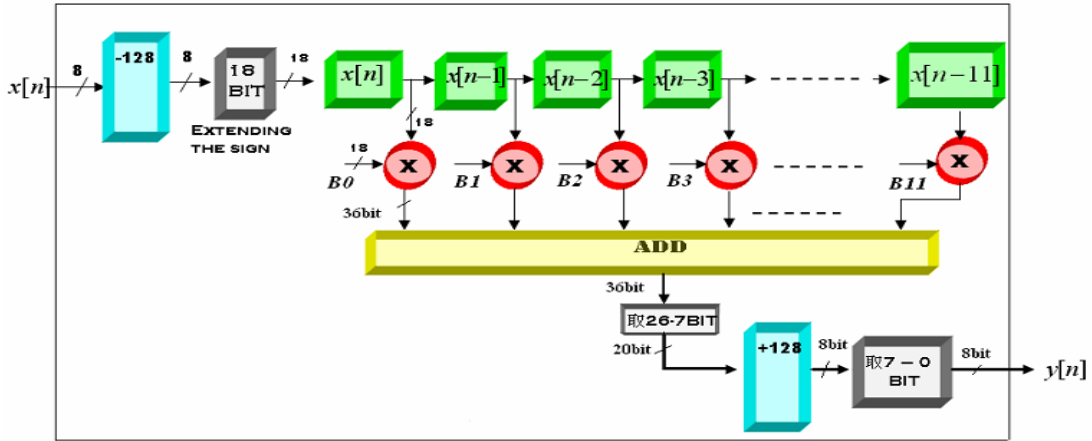 x[n]
8
-128
8
18
BIT
EXTENDING
THE SIGN
18
x[n]
x[n-1]
x[n-2]
x[n-3]
x[n-11]
18
18
B0
X
B1
X
B2
X
B3
X
B11
X
36bit
ADD
36bit
取26-7BIT
20bit
+128
8bit
取7-0
BIT
8bit
y[n]